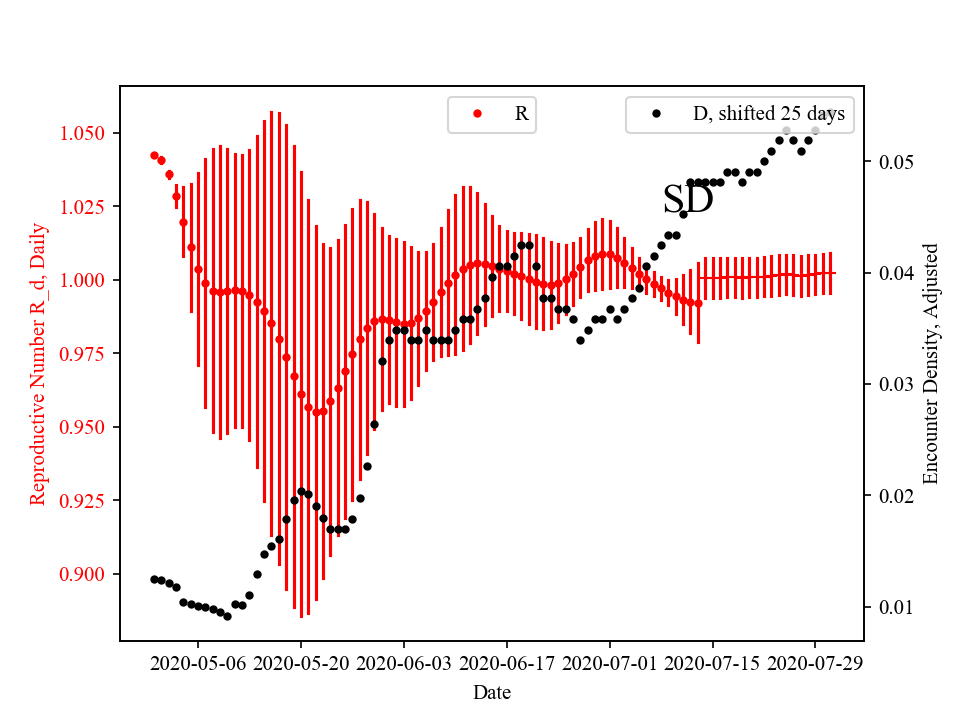 R
D, shifted 25 days
SD
Reproductive Number R_d, Daily
1.050
1.025
1.000
0.975
0.950
0.925
0.900
0.05
0.04
0.03
0.02
0.01
Encounter Density, Adjusted
2020-05-06 2020-05-20 2020-06-03 2020-06-17 2020-07-01 2020-07-15 2020-07-29
Date